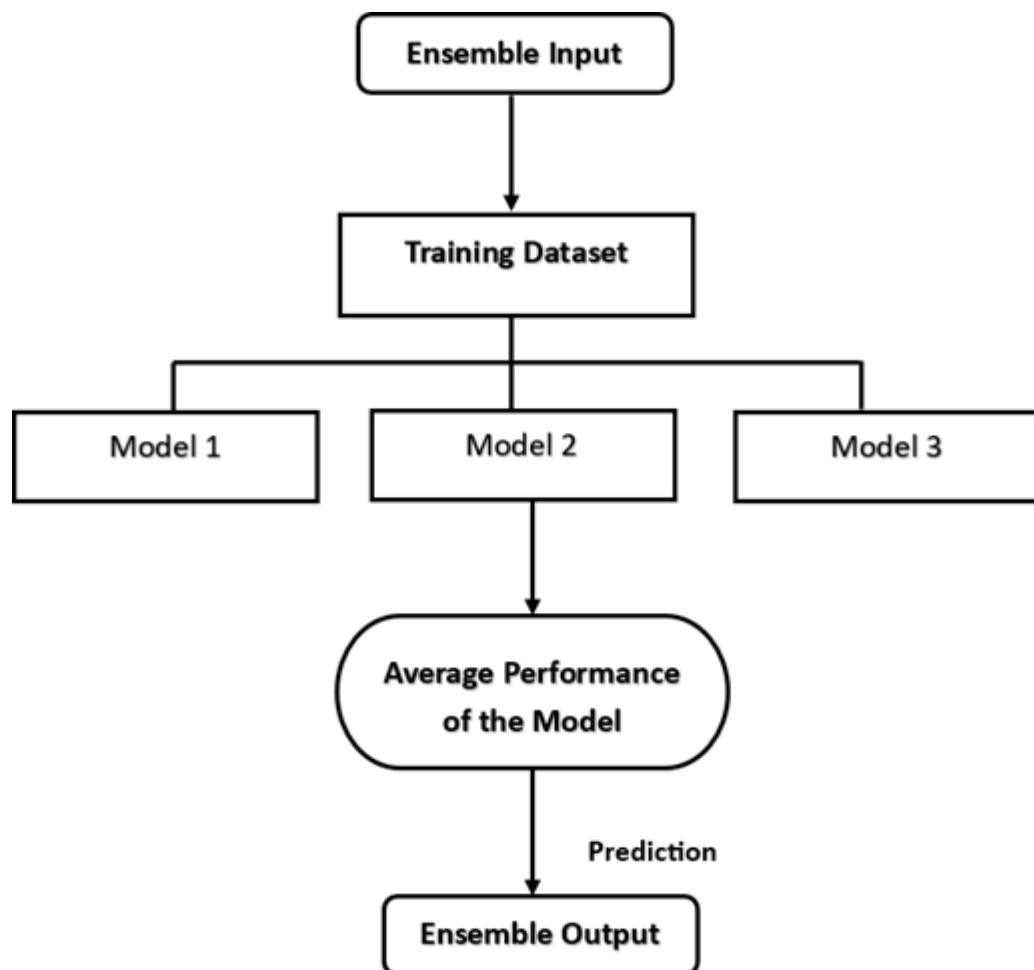 Ensemble Input
Training Dataset
Model 1
Model 2
Model 3
Average Performance
of the Model
Prediction
Ensemble Output